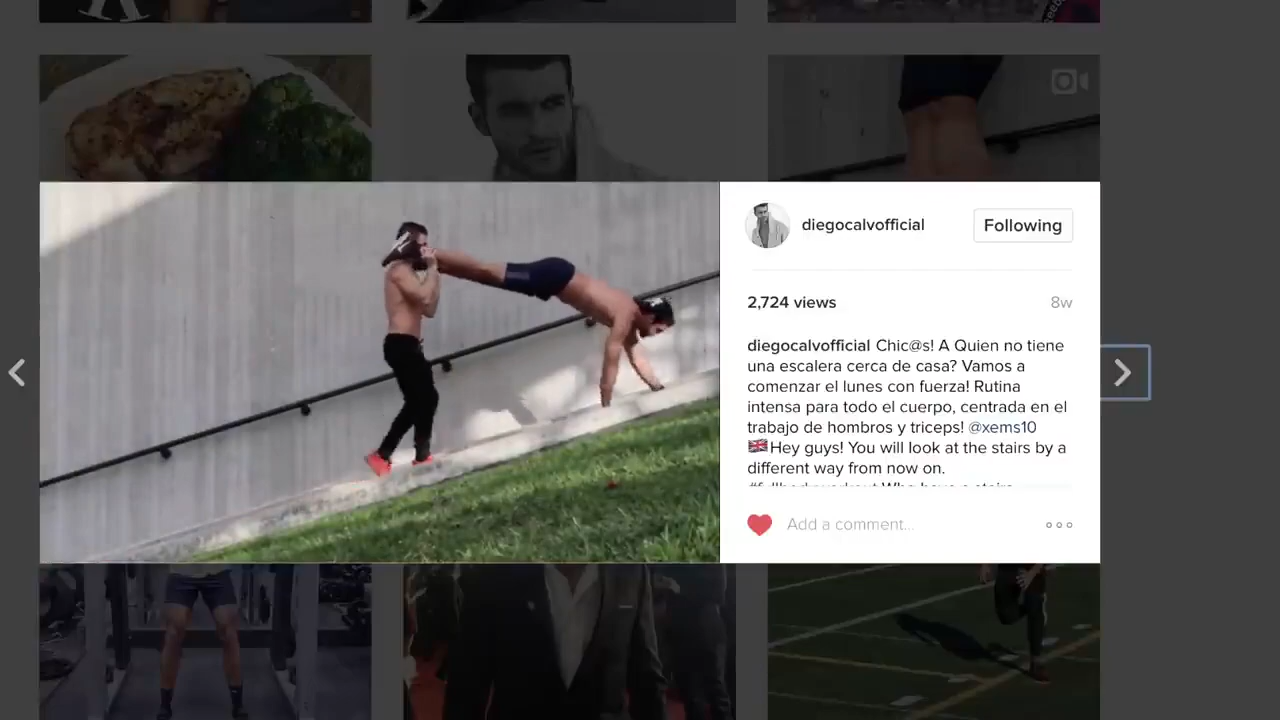 diegocalvofficial
Following
2,724 views
8w
diegocalvofficial Chic@s! A Quien no tiene
una escalera cerca de casa? Vamos a
comenzar el lunes con fuerza! Rutina
intensa para todo el cuerpo, centrada en el
trabajo de hombros y triceps! @xems10
🇬🇧Hey guys! You will look at the stairs by a
different way from now on.
Add a comment...